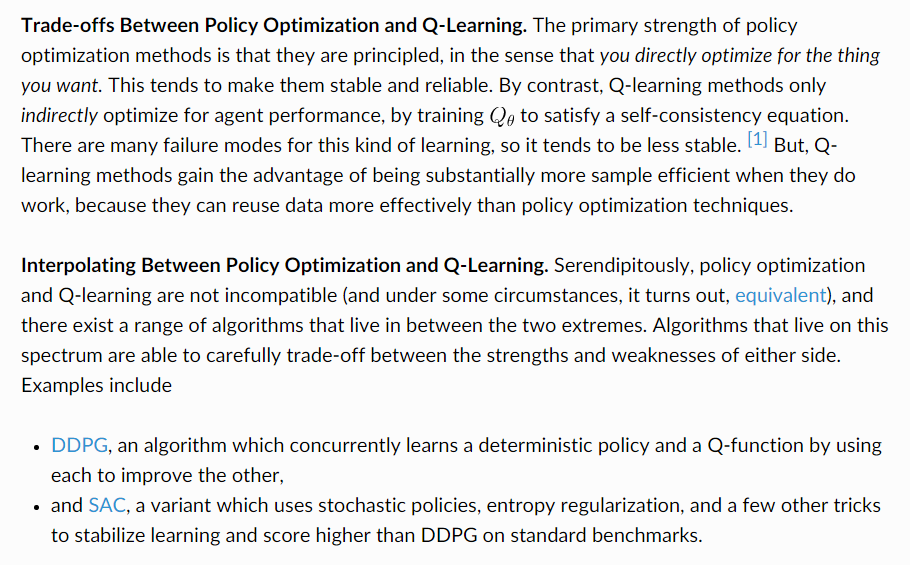 Trade-offs Between Policy Optimization and Q-Learning. The primary strength of policy
optimization methods is that they are principled, in the sense that you directly optimize for the thing
you want. This tends to make them stable and reliable. By contrast, Q-learning methods only
indirectly optimize for agent performance, by training Qθ to satisfy a self-consistency equation.
There are many failure modes for this kind of learning, so it tends to be less stable. [1] But, Q-
learning methods gain the advantage of being substantially more sample efficient when they do
work, because they can reuse data more effectively than policy optimization techniques.
Interpolating Between Policy Optimization and Q-Learning. Serendipitously, policy optimization
and Q-learning are not incompatible (and under some circumstances, it turns out, equivalent), and
there exist a range of algorithms that live in between the two extremes. Algorithms that live on this
spectrum are able to carefully trade-off between the strengths and weaknesses of either side.
Examples include
• DDPG, an algorithm which concurrently learns a deterministic policy and a Q-function by using
each to improve the other,
• and SAC, a variant which uses stochastic policies, entropy regularization, and a few other tricks
to stabilize learning and score higher than DDPG on standard benchmarks.